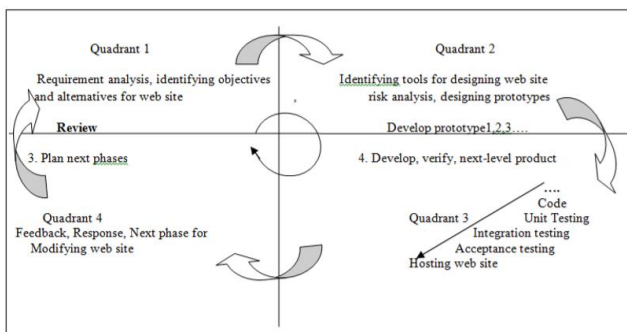 Quadrant 1
Requirement analysis, identifying objectives
and alternatives for web site
Review
Quadrant 2
Identifying tools for designing web site
risk analysis, designing prototypes
Develop prototype1,2,3....
3. Plan next phases
Quadrant 4
Feedback, Response, Next phase for
Modifying web site
4. Develop, verify, next-level product
....
Code
Quadrant 3
Unit Testing
Integration testing
Acceptance testing
Hosting web site